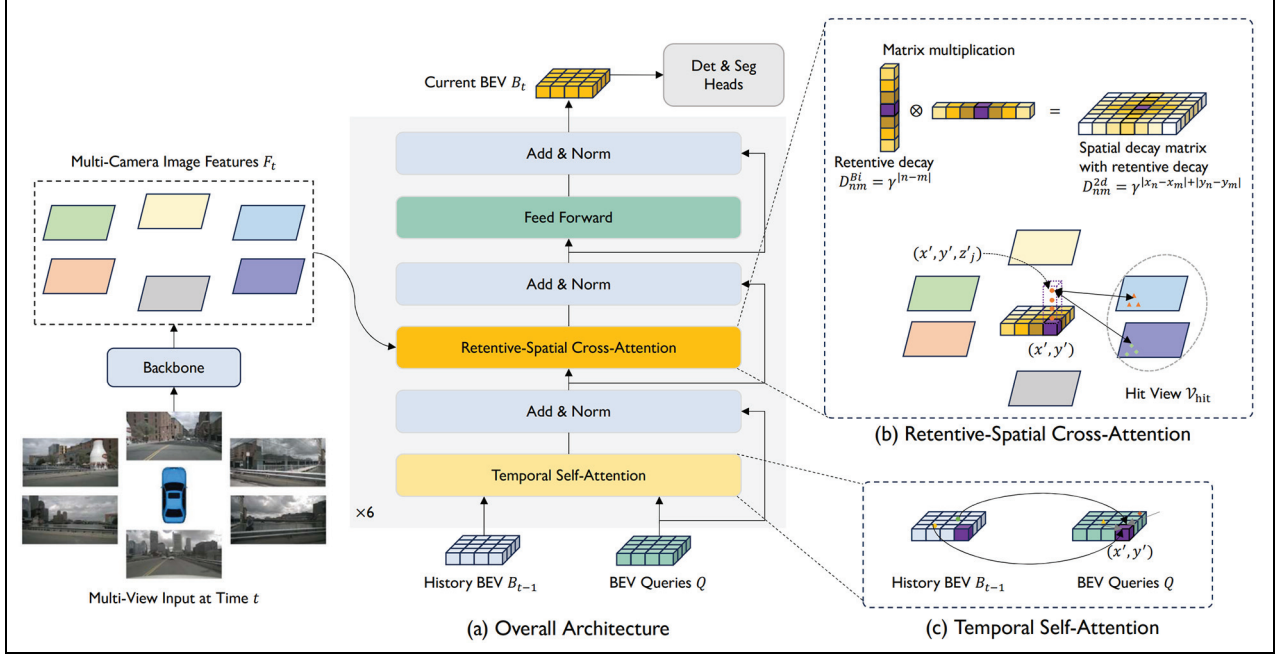 Multi-Camera Image Features F_t
Backbone
Multi-View Input at Time t
Current BEV B_t
Det & Seg
Heads
Add & Norm
Feed Forward
Add & Norm
Retentive-Spatial Cross-Attention
Add & Norm
Temporal Self-Attention
×6
History BEV B_{t−1}
BEV Queries Q
(a) Overall Architecture
Matrix multiplication
⊗
=
Retentive decay
D_{nm}^{Bi} = γ^{|n−m|}
Spatial decay matrix
with retentive decay
D_{nm}^{2d} = γ^{|x_n−x_m|+|y_n−y_m|}
(x′, y′, z′_j)
(x′, y′)
Hit View 𝒱_hit
(b) Retentive-Spatial Cross-Attention
(x′, y′)
History BEV B_{t−1}
BEV Queries Q
(c) Temporal Self-Attention